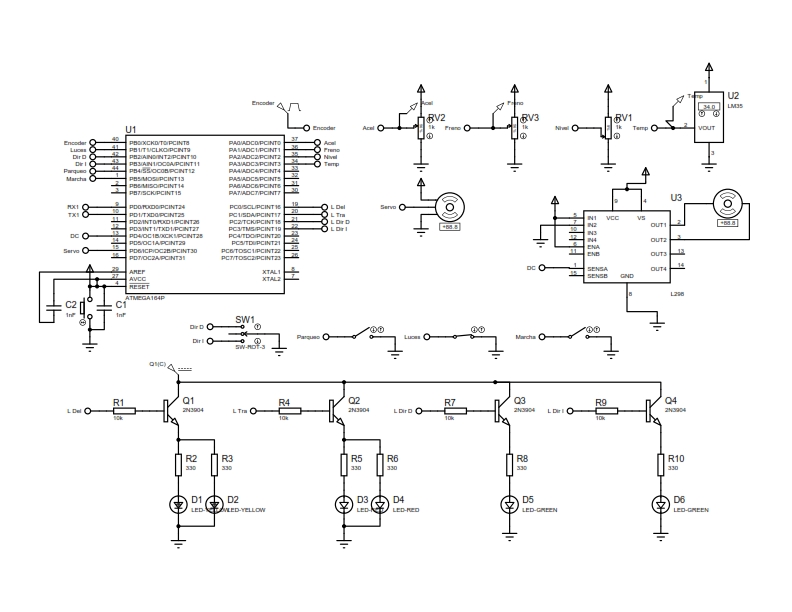 Encoder
Encoder
Acel
Acel
RV2
1k
Freno
Freno
RV3
1k
Nivel
RV1
1k
Temp
Temp
U2
LM35
34.0
VOUT
1
2
3
U1
ATMEGA164P
Encoder 40 PB0/XCK0/T0/PCINT8
Luces 41 PB1/T1/CLKO/PCINT9
Dir D 42 PB2/AIN0/INT2/PCINT10
Dir I 43 PB3/AIN1/OC0A/PCINT11
Parqueo 44 PB4/SS/OC0B/PCINT12
Marcha 1 PB5/MOSI/PCINT13
2 PB6/MISO/PCINT14
3 PB7/SCK/PCINT15
RX1 9 PD0/RXD0/PCINT24
TX1 10 PD1/TXD0/PCINT25
11 PD2/INT0/RXD1/PCINT26
12 PD3/INT1/TXD1/PCINT27
DC 13 PD4/OC1B/XCK1/PCINT28
14 PD5/OC1A/PCINT29
Servo 15 PD6/ICP/OC2B/PCINT30
16 PD7/OC2A/PCINT31
29 AREF
27 AVCC
4 RESET
PA0/ADC0/PCINT0 37 Acel
PA1/ADC1/PCINT1 36 Freno
PA2/ADC2/PCINT2 35 Nivel
PA3/ADC3/PCINT3 34 Temp
PA4/ADC4/PCINT4 33
PA5/ADC5/PCINT5 32
PA6/ADC6/PCINT6 31
PA7/ADC7/PCINT7 30
PC0/SCL/PCINT16 19 L Del
PC1/SDA/PCINT17 20 L Tra
PC2/TCK/PCINT18 21 L Dir D
PC3/TMS/PCINT19 22 L Dir I
PC4/TDO/PCINT20 23
PC5/TDI/PCINT21 24
PC6/TOSC1/PCINT22 25
PC7/TOSC2/PCINT23 26
XTAL1 8
XTAL2 7
Servo
+88.8
U3
L298
5 IN1
7 IN2
10 IN3
12 IN4
6 ENA
11 ENB
DC 1 SENSA
15 SENSB
9 VCC
4 VS
GND 8
OUT1 2
OUT2 3
OUT3 13
OUT4 14
+88.8
C2
1nF
C1
1nF
SW1
SW-ROT-3
Dir D
Dir I
Parqueo
Luces
Marcha
Q1(C)
L Del
R1
10k
Q1
2N3904
L Tra
R4
10k
Q2
2N3904
L Dir D
R7
10k
Q3
2N3904
L Dir I
R9
10k
Q4
2N3904
R2
330
R3
330
R5
330
R6
330
R8
330
R10
330
D1
D2
LED-YELLOW
D3
D4
LED-RED
D5
LED-GREEN
D6
LED-GREEN